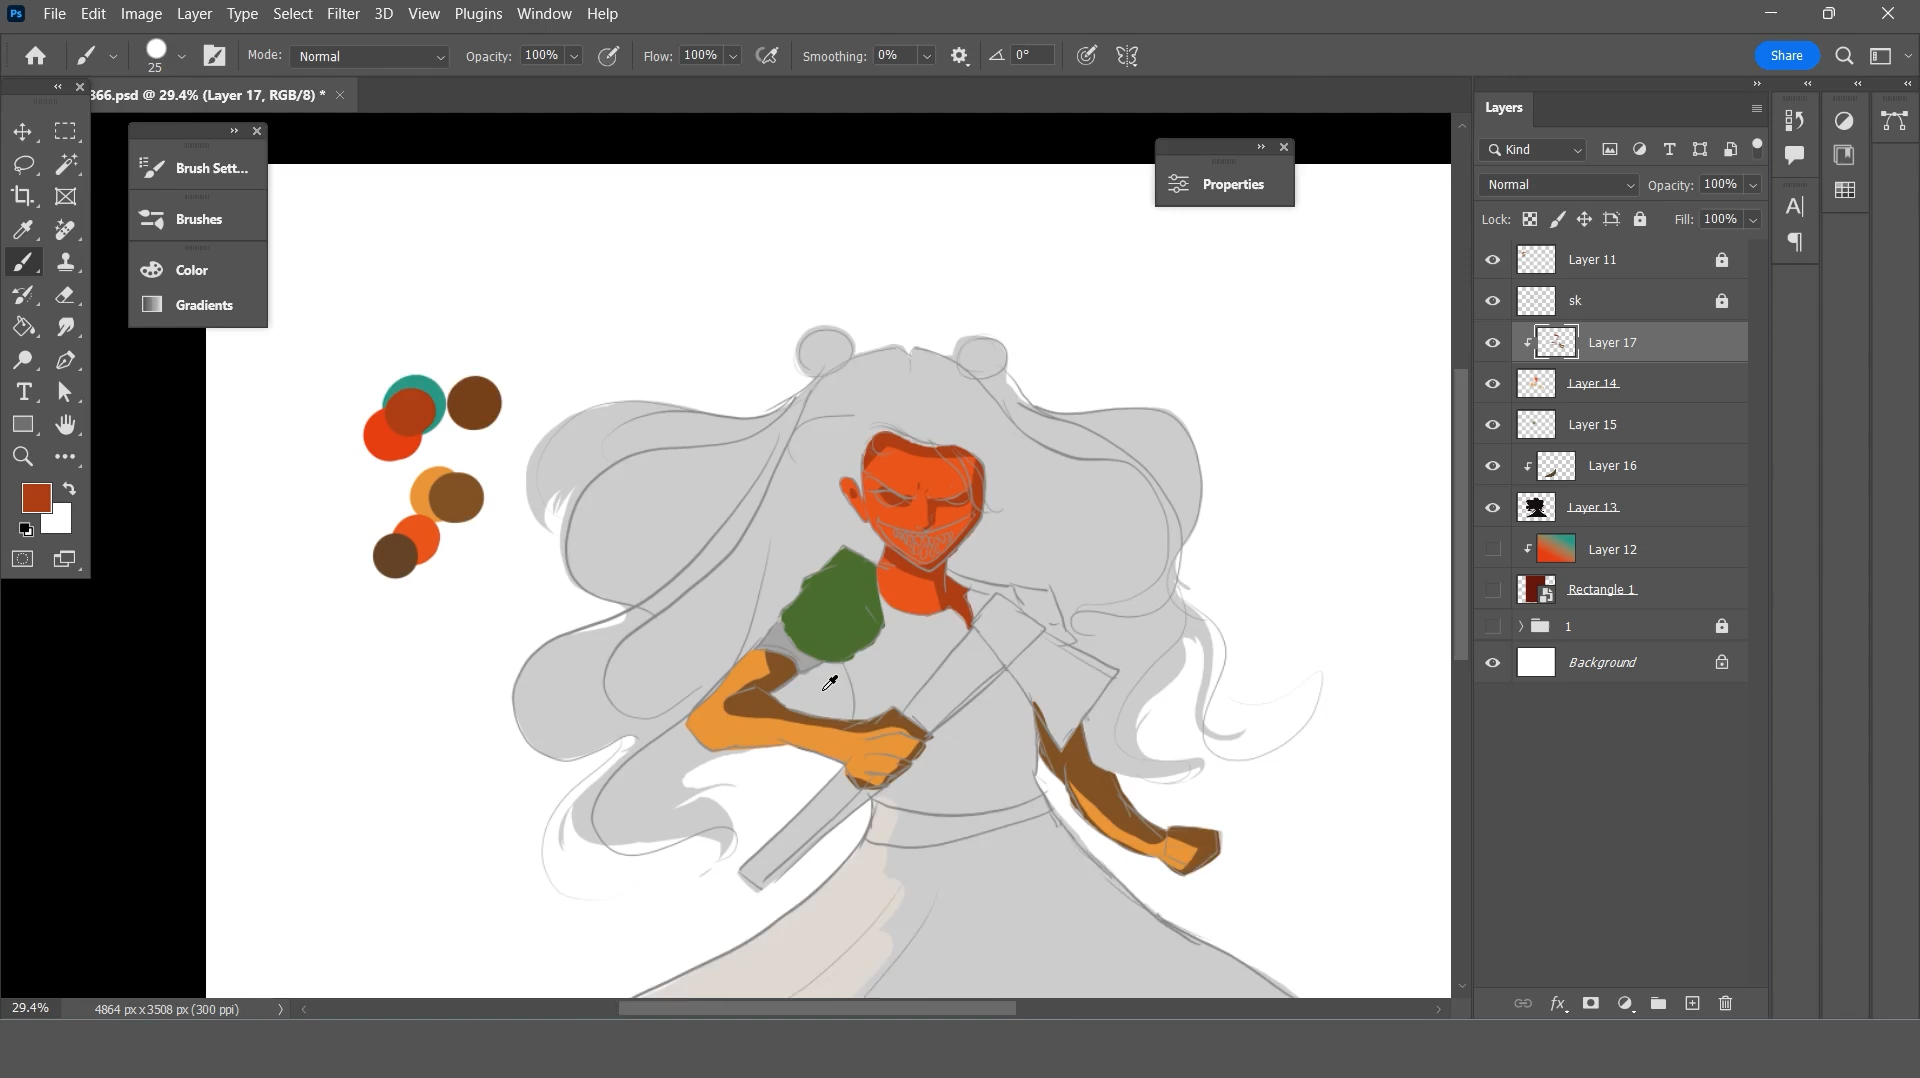 Ps File Edit Image Layer Type Select Filter 3D View Plugins Window Help
25 Mode: Normal Opacity: 100% Flow: 100% Smoothing: 0% 0° Share
366.psd @ 29.4% (Layer 17, RGB/8) *
Brush Sett...
Brushes
Color
Gradients
Properties
Layers
Kind
Normal Opacity: 100%
Lock: Fill: 100%
Layer 11
sk
Layer 17
Layer 14
Layer 15
Layer 16
Layer 13
Layer 12
Rectangle 1
1
Background
29.4% 4864 px x 3508 px (300 ppi)